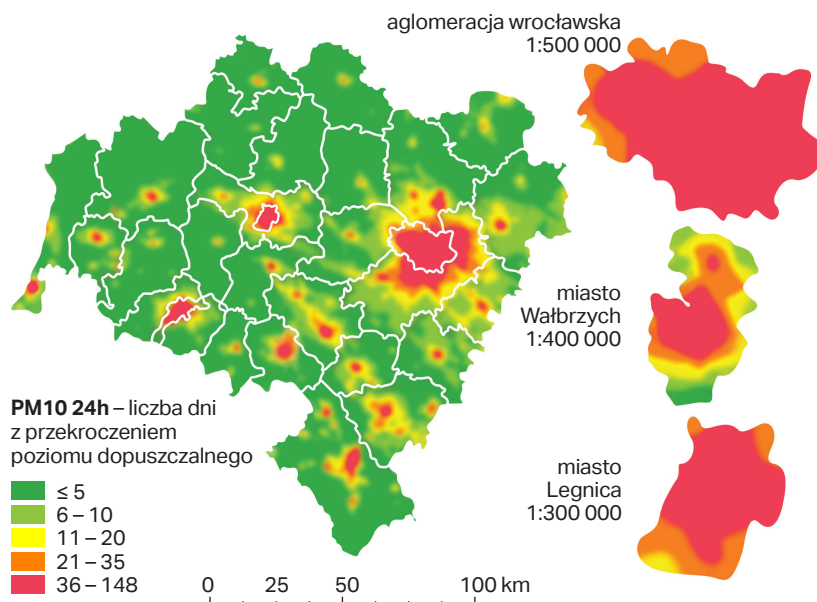 aglomeracja wrocławska
1:500 000
miasto
Wałbrzych
1:400 000
miasto
Legnica
1:300 000
PM10 24h – liczba dni
z przekroczeniem
poziomu dopuszczalnego
≤ 5
6 – 10
11 – 20
21 – 35
36 – 148
0 25 50 100 km